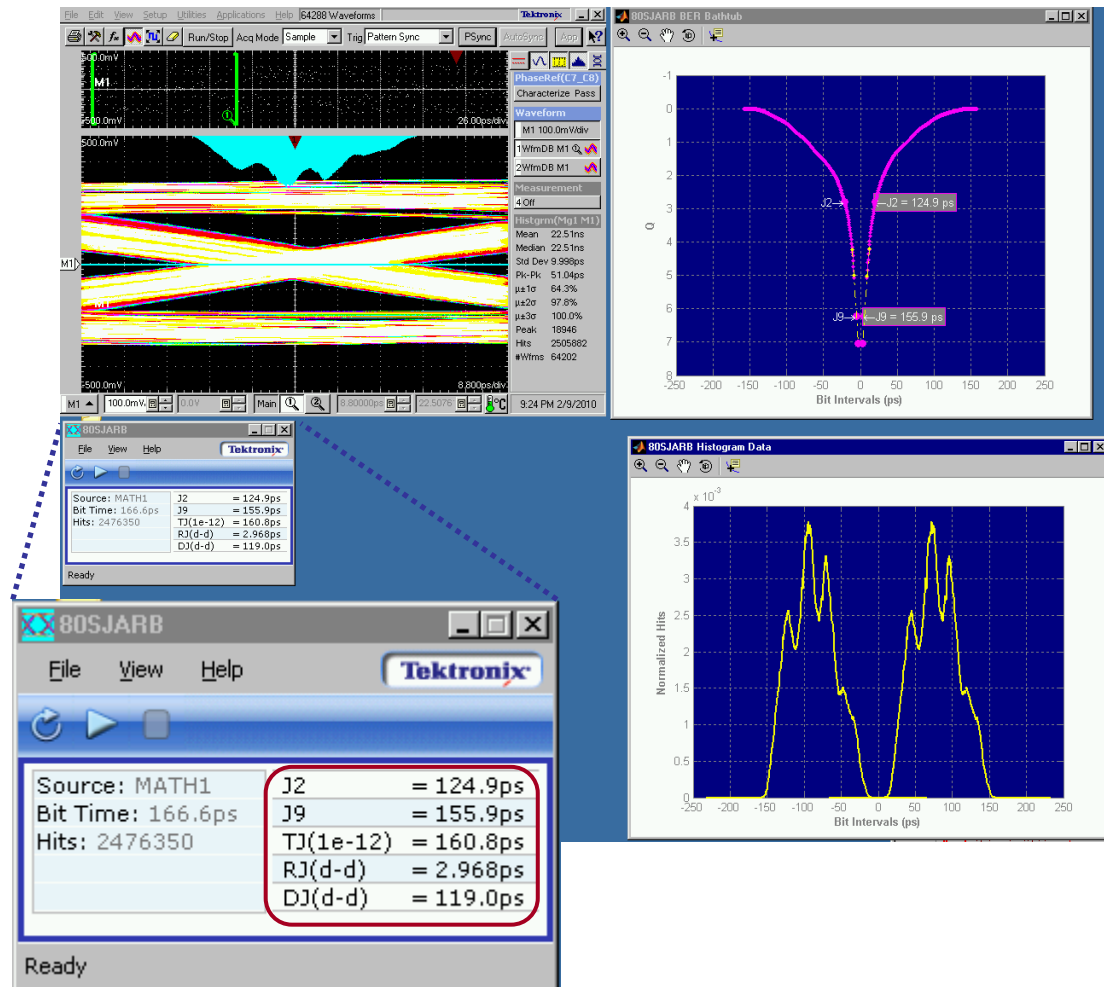 File Edit View Setup Utilities Applications Help 64288 Waveforms Tektronix
Run/Stop Acq Mode Sample Trig Pattern Sync PSync AutoSync App
500.0mV
M1
-500.0mV 26.00ps/div
500.0mV
M1
-500.0mV 8.800ps/div
PhaseRef(C7_C8)
Characterize Pass
Waveform
M1 100.0mV/div
1WfmDB M1
2WfmDB M1
Measurement
4 Off
Histgrm(Mg1 M1)
Mean 22.51ns
Median 22.51ns
Std Dev 9.998ps
Pk-Pk 51.04ps
µ±1σ 64.3%
µ±2σ 97.8%
µ±3σ 100.0%
Peak 18946
Hits 2505882
#Wfms 64202
M1 100.0mV 0.0V Main 1 2 8.80000ps 22.5076 °C 9:24 PM 2/9/2010
80SJARB BER Bathtub
-1
0
1
2
J2 J2 = 124.9 ps
3
Q
4
5
6
J9 J9 = 155.9 ps
7
8
-250 -200 -150 -100 -50 0 50 100 150 200 250
Bit Intervals (ps)
80SJARB
File View Help Tektronix
Source: MATH1 J2 = 124.9ps
Bit Time: 166.6ps J9 = 155.9ps
Hits: 2476350 TJ(1e-12) = 160.8ps
RJ(d-d) = 2.968ps
DJ(d-d) = 119.0ps
Ready
80SJARB Histogram Data
x 10-3
4
3.5
3
2.5
Normalized Hits
2
1.5
1
0.5
0
-250 -200 -150 -100 -50 0 50 100 150 200 250
Bit Intervals (ps)
80SJARB
File View Help Tektronix
Source: MATH1 J2 = 124.9ps
Bit Time: 166.6ps J9 = 155.9ps
Hits: 2476350 TJ(1e-12) = 160.8ps
RJ(d-d) = 2.968ps
DJ(d-d) = 119.0ps
Ready